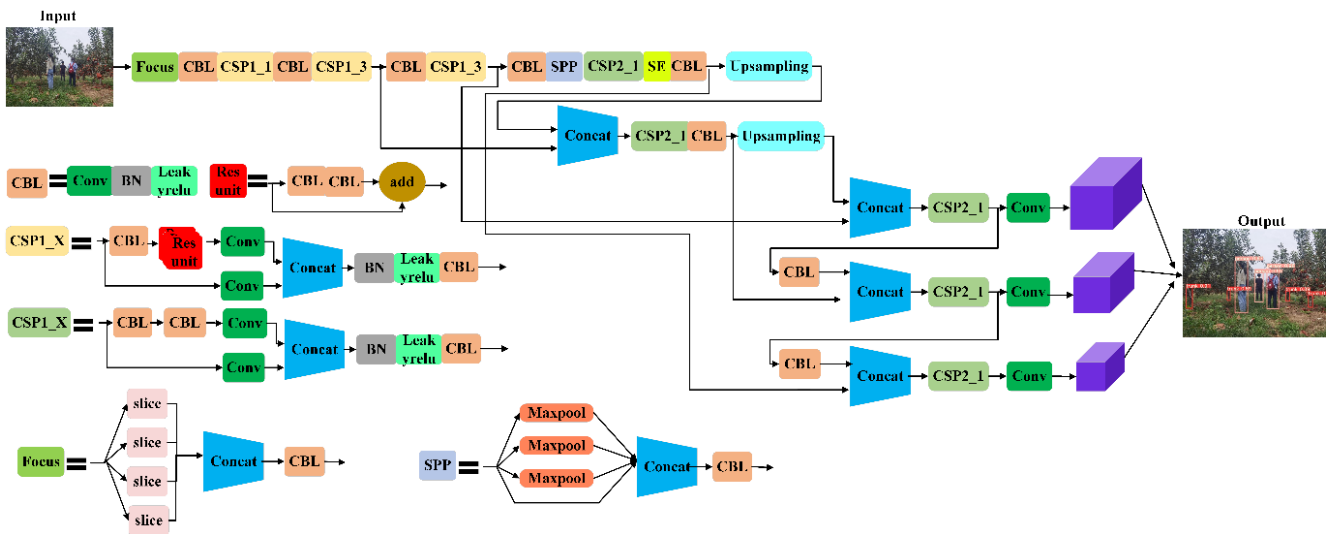 Input
Focus CBL CSP1_1 CBL CSP1_3 CBL CSP1_3 CBL SPP CSP2_1 SE CBL Upsampling
Concat CSP2_1 CBL Upsampling
CBL Conv BN Leak
yrelu
Res
unit
CBL CBL add
Concat CSP2_1 Conv
Output
CSP1_X CBL Res
unit
Conv
Conv
Concat BN Leak
yrelu
CBL
CBL Concat CSP2_1 Conv
CSP1_X CBL CBL Conv
Conv
Concat BN Leak
yrelu
CBL
CBL Concat CSP2_1 Conv
Focus slice
slice
slice
slice
Concat CBL
SPP Maxpool
Maxpool
Maxpool
Concat CBL